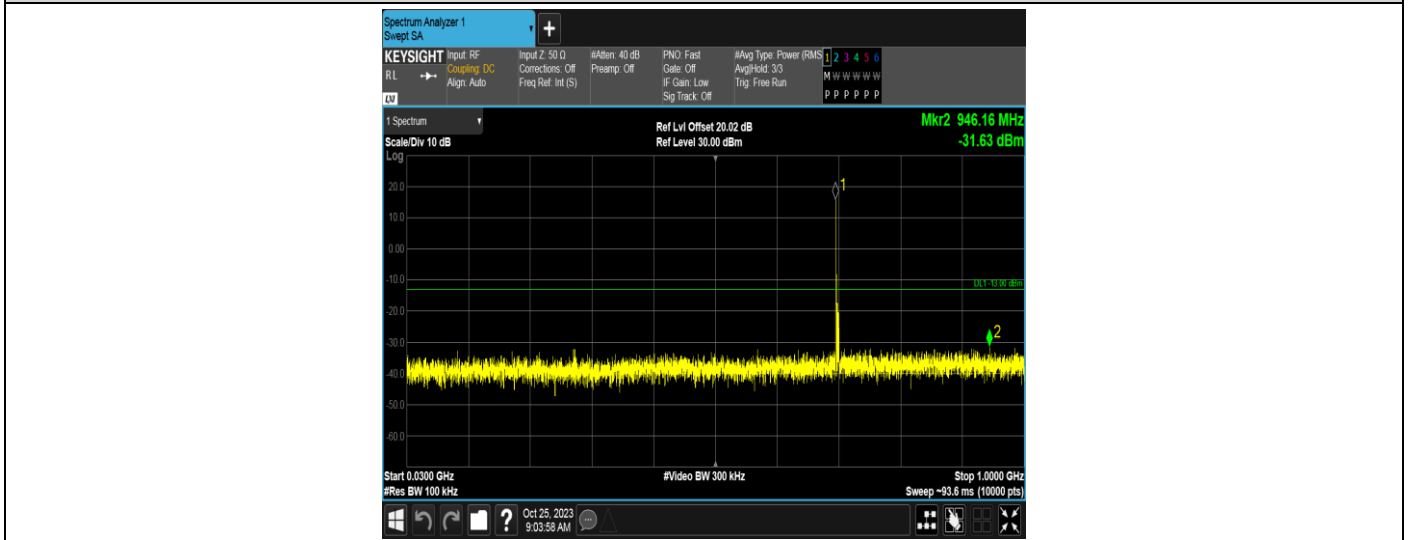 Spectrum Analyzer 1
Swept SA
+
KEYSIGHT Input: RF
RL Coupling: DC
Align: Auto
LXI
Input Z: 50 Ω
Corrections: Off
Freq Ref: Int (S)
#Atten: 40 dB
Preamp: Off
PNO: Fast
Gate: Off
IF Gain: Low
Sig Track: Off
#Avg Type: Power (RMS
Avg|Hold: 3/3
Trig: Free Run
1 2 3 4 5 6
M W W W W W
P P P P P P
1 Spectrum
Scale/Div 10 dB
Log
Ref Lvl Offset 20.02 dB
Ref Level 30.00 dBm
Mkr2 946.16 MHz
-31.63 dBm
20.0
10.0
0.00
-10.0
-20.0
-30.0
-40.0
-50.0
-60.0
1
DL1 -13.00 dBm
2
Start 0.0300 GHz
#Res BW 100 kHz
#Video BW 300 kHz
Stop 1.0000 GHz
Sweep ~93.6 ms (10000 pts)
?
Oct 25, 2023
9:03:58 AM